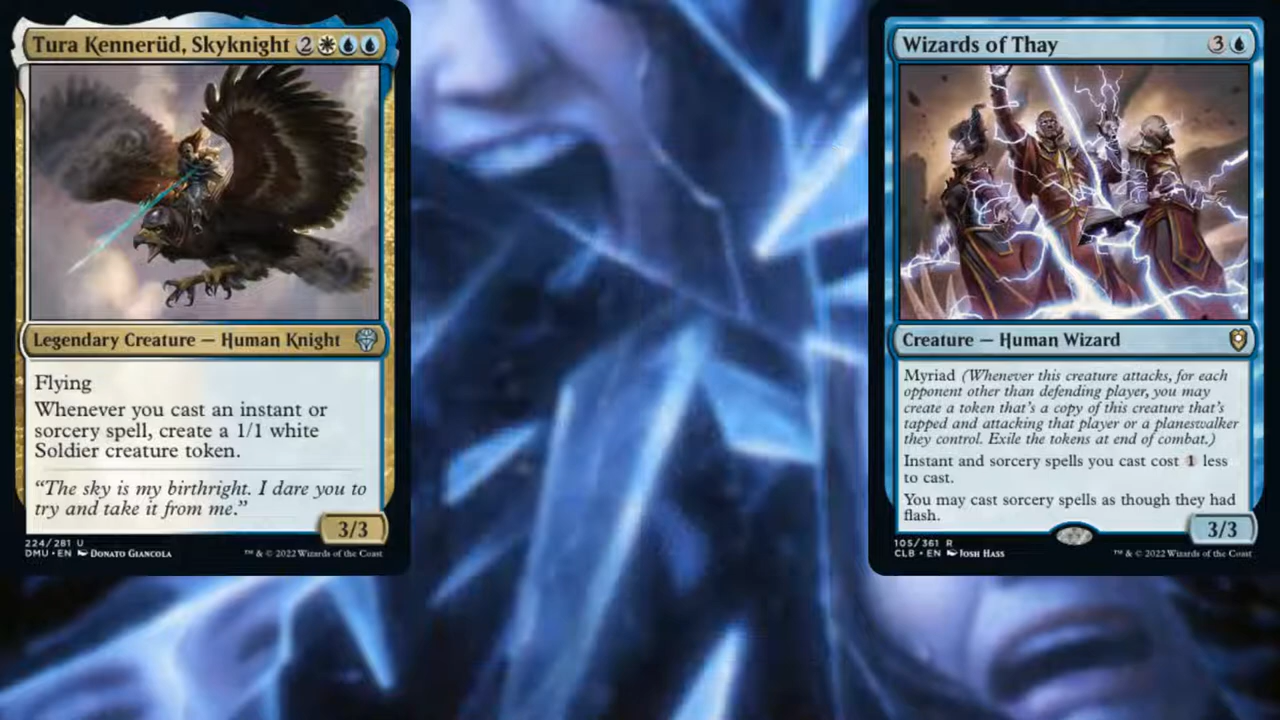 Tura Kennerüd, Skyknight 2
Legendary Creature — Human Knight
Flying
Whenever you cast an instant or
sorcery spell, create a 1/1 white
Soldier creature token.
“The sky is my birthright. I dare you to
try and take it from me.”
3/3
224/281 U
DMU • EN Donato Giancola
™ & © 2022 Wizards of the Coast
Wizards of Thay 3
Creature — Human Wizard
Myriad (Whenever this creature attacks, for each
opponent other than defending player, you may
create a token that's a copy of this creature that's
tapped and attacking that player or a planeswalker
they control. Exile the tokens at end of combat.)
Instant and sorcery spells you cast cost 1 less
to cast.
You may cast sorcery spells as though they had
flash.
3/3
105/361 R
CLB • EN Josh Hass
™ & © 2022 Wizards of the Coast